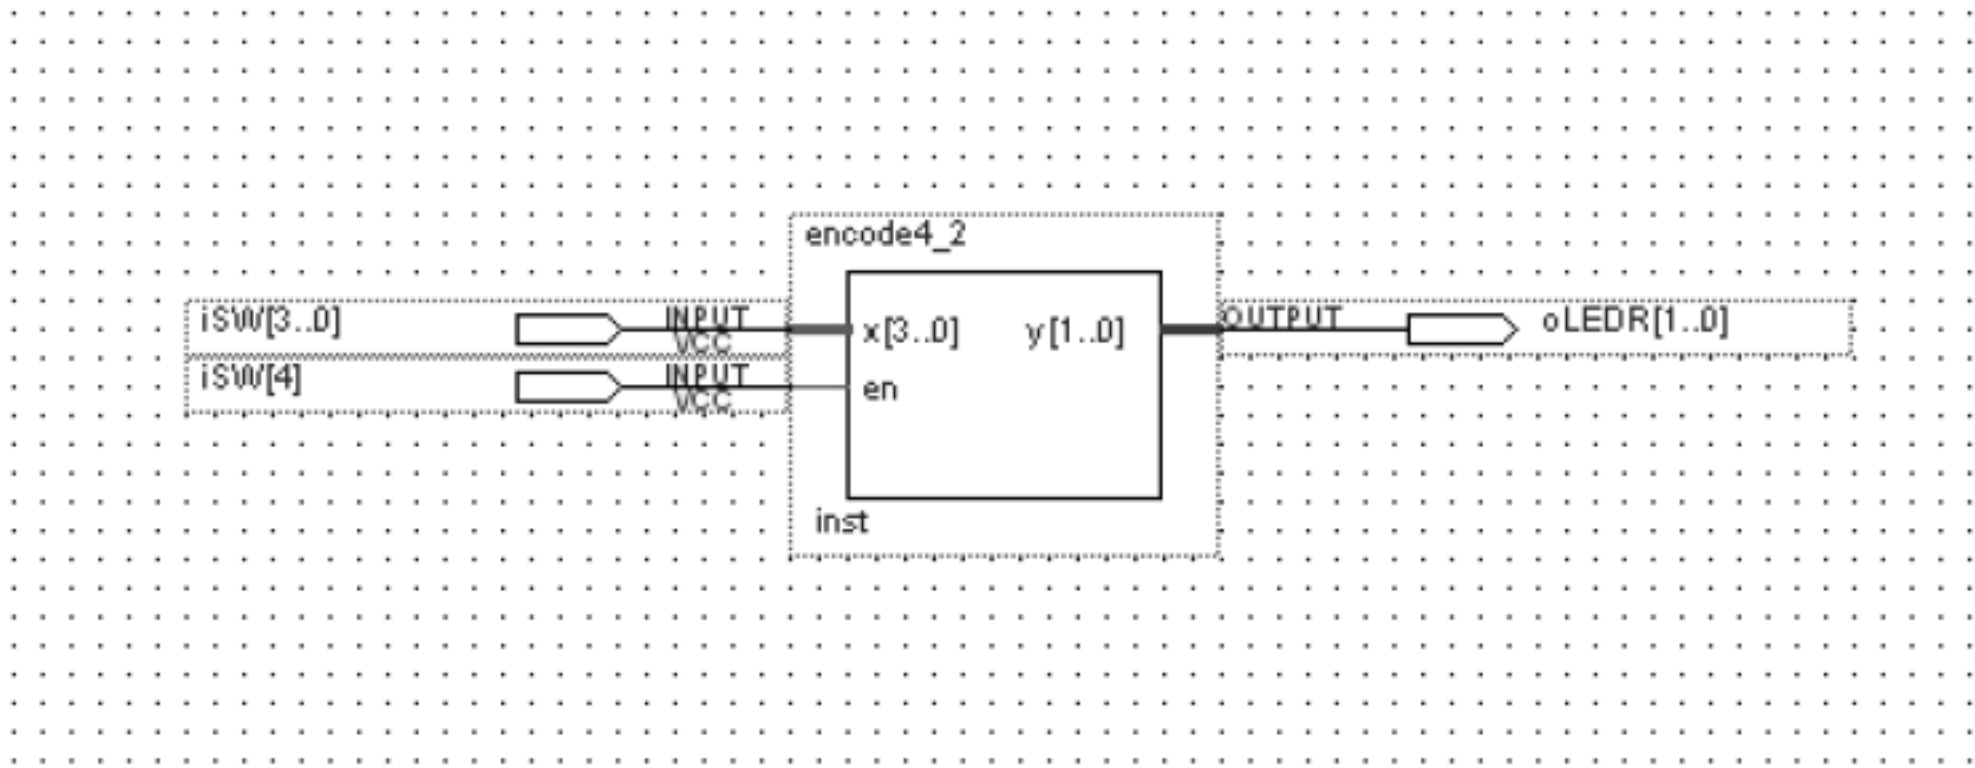 encode4_2
iSW[3..0]
INPUT
VCC
x[3..0]
y[1..0]
OUTPUT
oLEDR[1..0]
iSW[4]
INPUT
VCC
en
inst